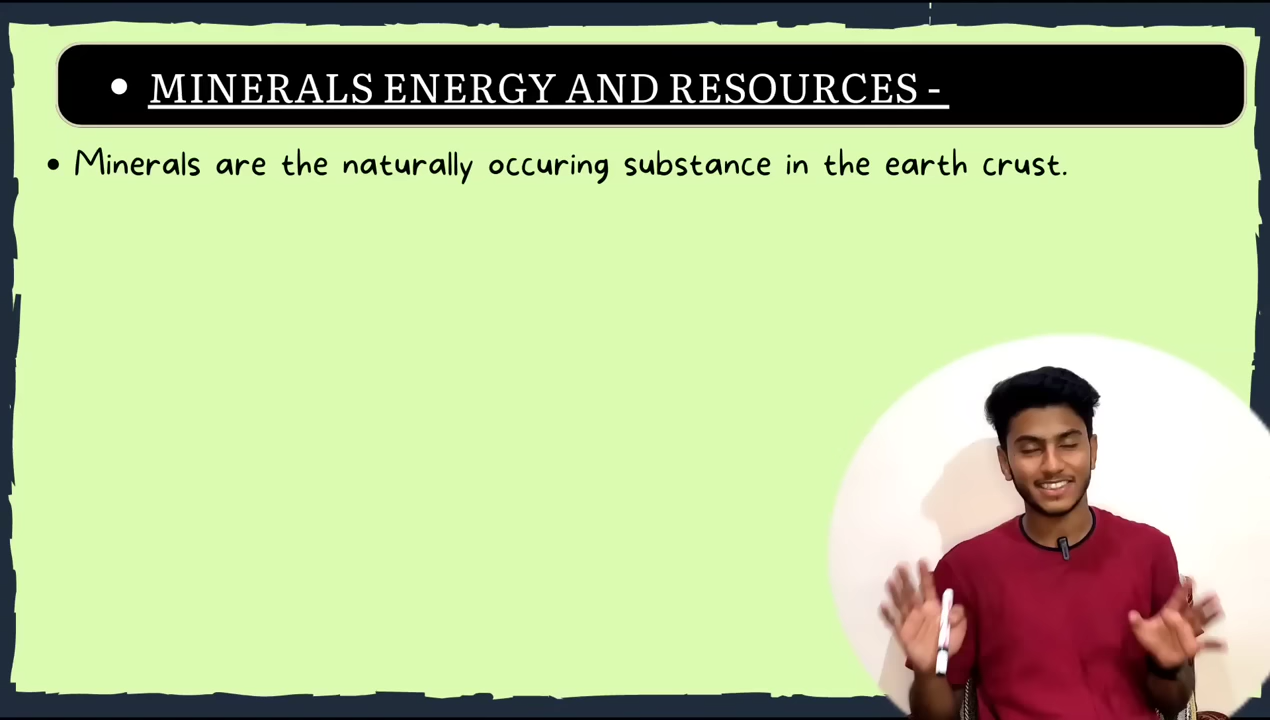 • MINERALS ENERGY AND RESOURCES -
• Minerals are the naturally occuring substance in the earth crust.